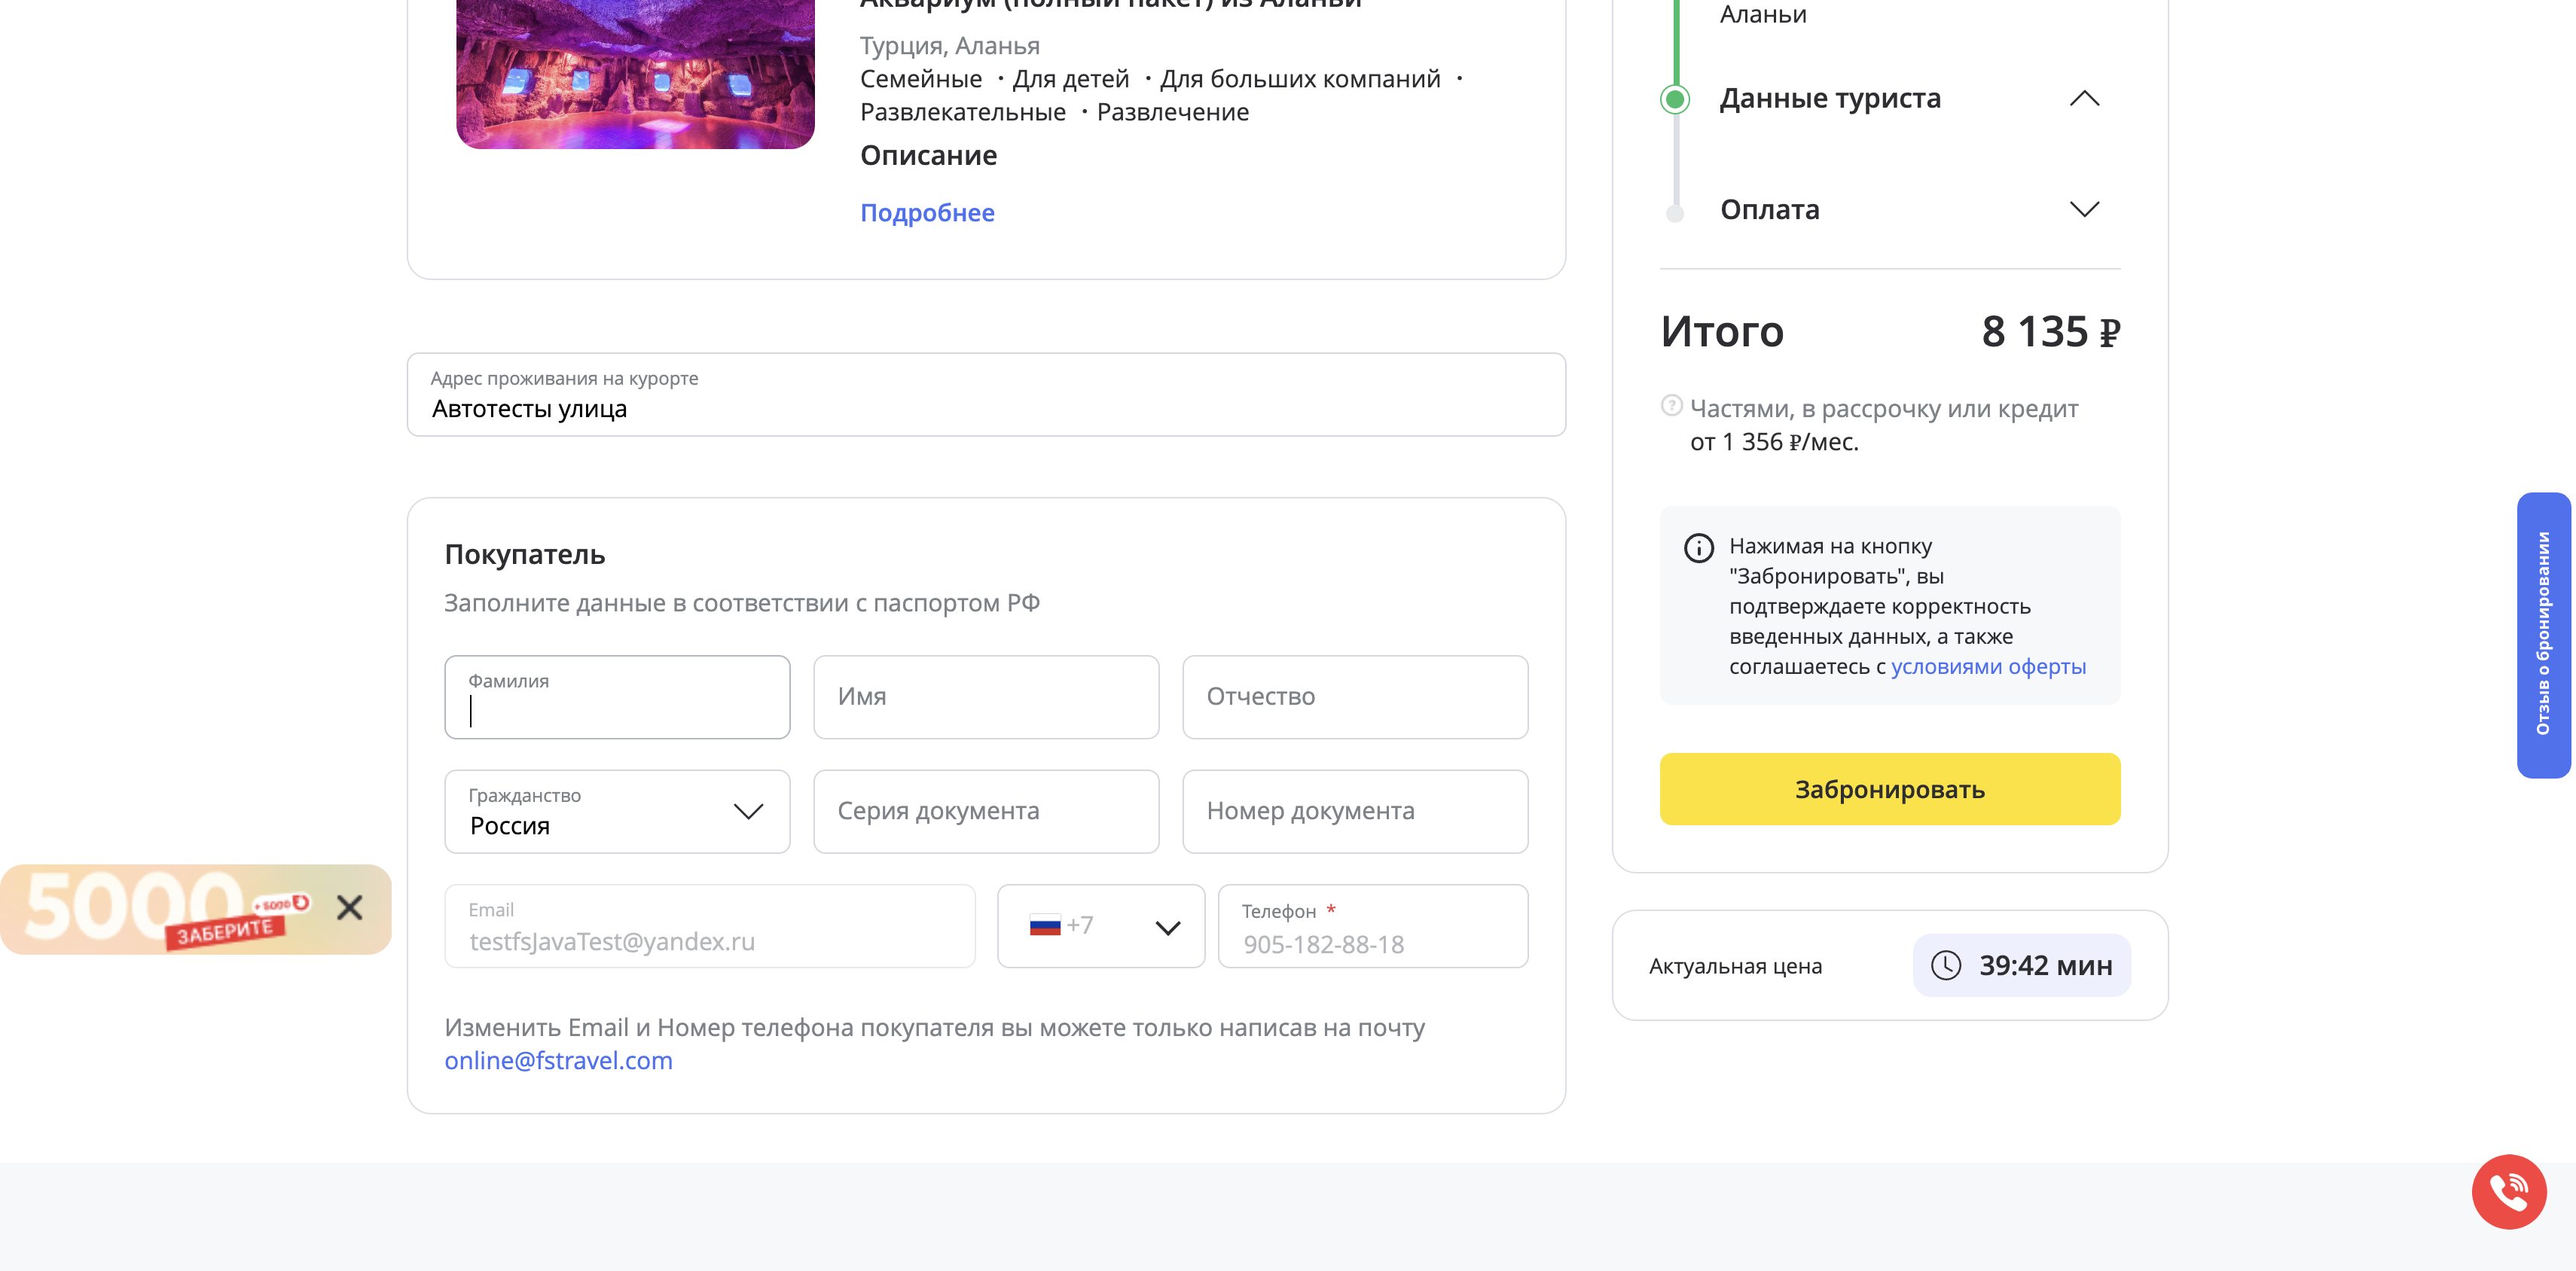 Аквариум (полный пакет) из Аланьи
Турция, Аланья
Семейные · Для детей · Для больших компаний ·
Развлекательные · Развлечение
Описание
Подробнее
Адрес проживания на курорте
Автотесты улица
Покупатель
Заполните данные в соответствии с паспортом РФ
Фамилия
Имя
Отчество
Гражданство
Россия
Серия документа
Номер документа
Email
testfsJavaTest@yandex.ru
+7
Телефон *
905-182-88-18
Изменить Email и Номер телефона покупателя вы можете только написав на почту
online@fstravel.com
5000
+5000
ЗАБЕРИТЕ
Аланьи
Данные туриста
Оплата
Итого 8 135 ₽
Частями, в рассрочку или кредит
от 1 356 ₽/мес.
Нажимая на кнопку
"Забронировать", вы
подтверждаете корректность
введенных данных, а также
соглашаетесь с условиями оферты
Забронировать
Актуальная цена
39:42 мин
Отзыв о бронировании